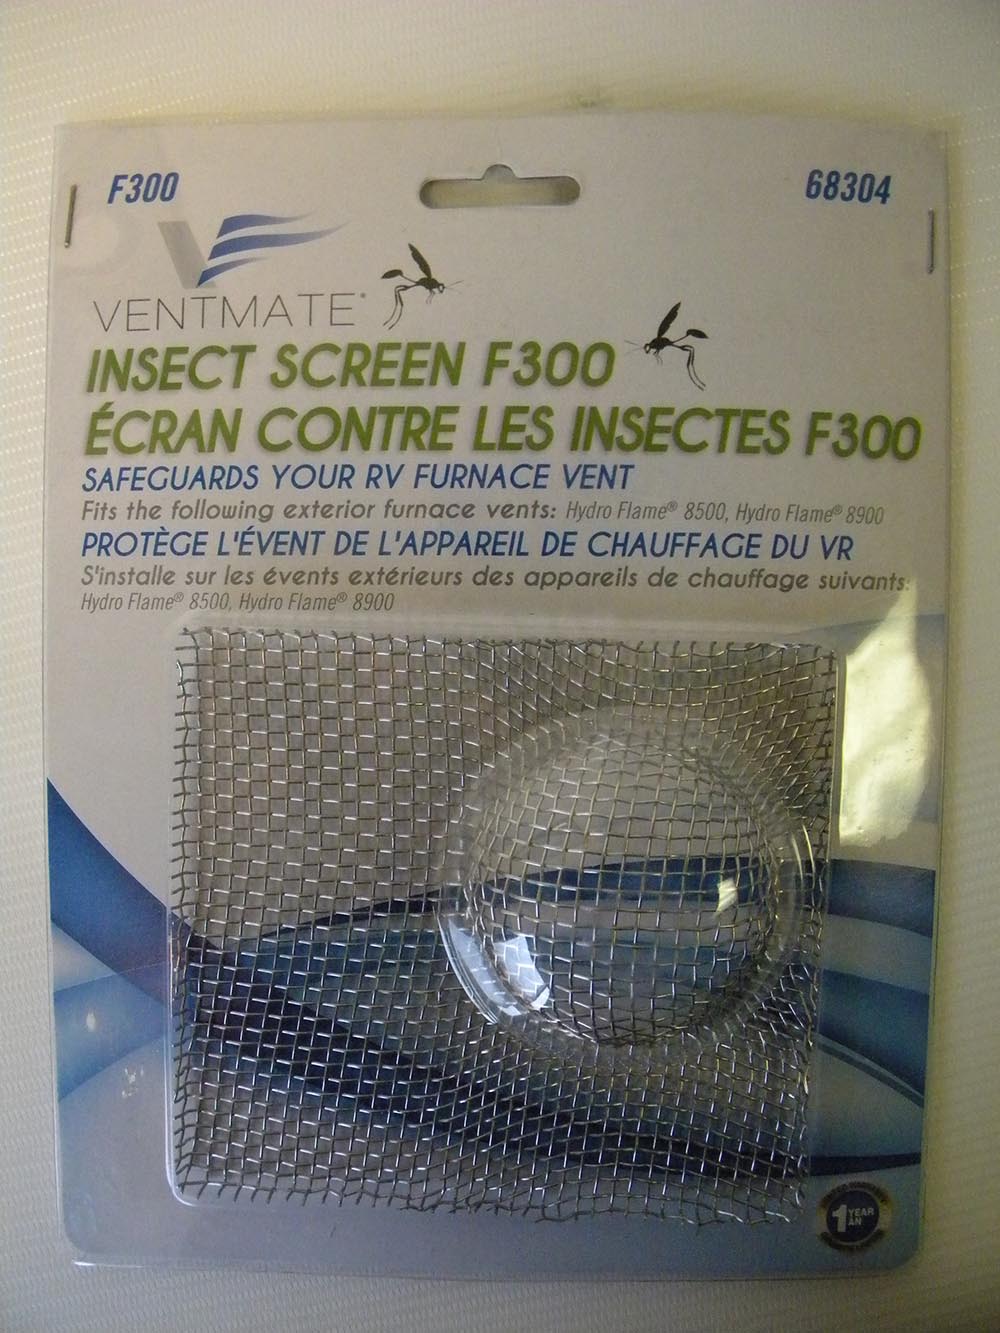 F300
68304
VENTMATE®
INSECT SCREEN F300
ÉCRAN CONTRE LES INSECTES F300
SAFEGUARDS YOUR RV FURNACE VENT
Fits the following exterior furnace vents: Hydro Flame® 8500, Hydro Flame® 8900
PROTÈGE L'ÉVENT DE L'APPAREIL DE CHAUFFAGE DU VR
S'installe sur les évents extérieurs des appareils de chauffage suivants:
Hydro Flame® 8500, Hydro Flame® 8900
1 YEAR
AN